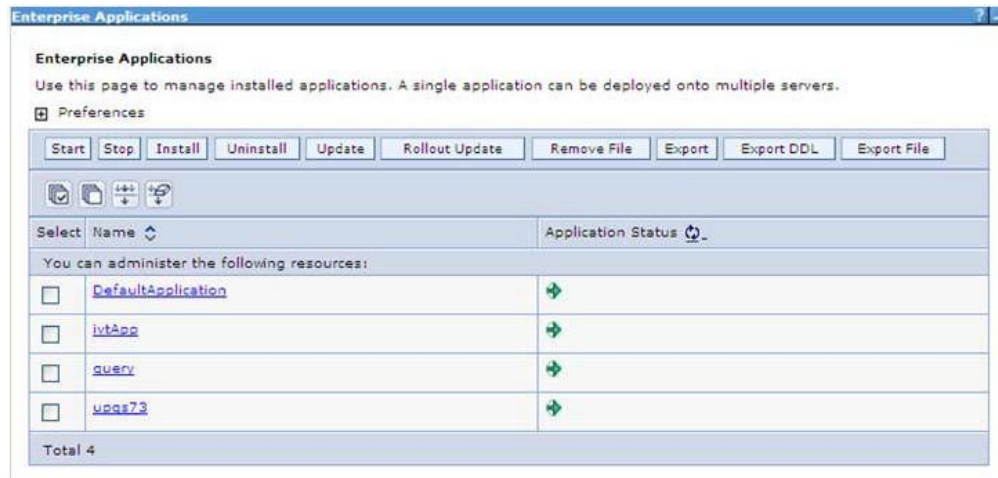 Enterprise Applications
?
Enterprise Applications
Use this page to manage installed applications. A single application can be deployed onto multiple servers.
Preferences
Start Stop Install Uninstall Update Rollout Update Remove File Export Export DDL Export File
Select Name Application Status
You can administer the following resources:
DefaultApplication
ivtApp
query
upgs73
Total 4